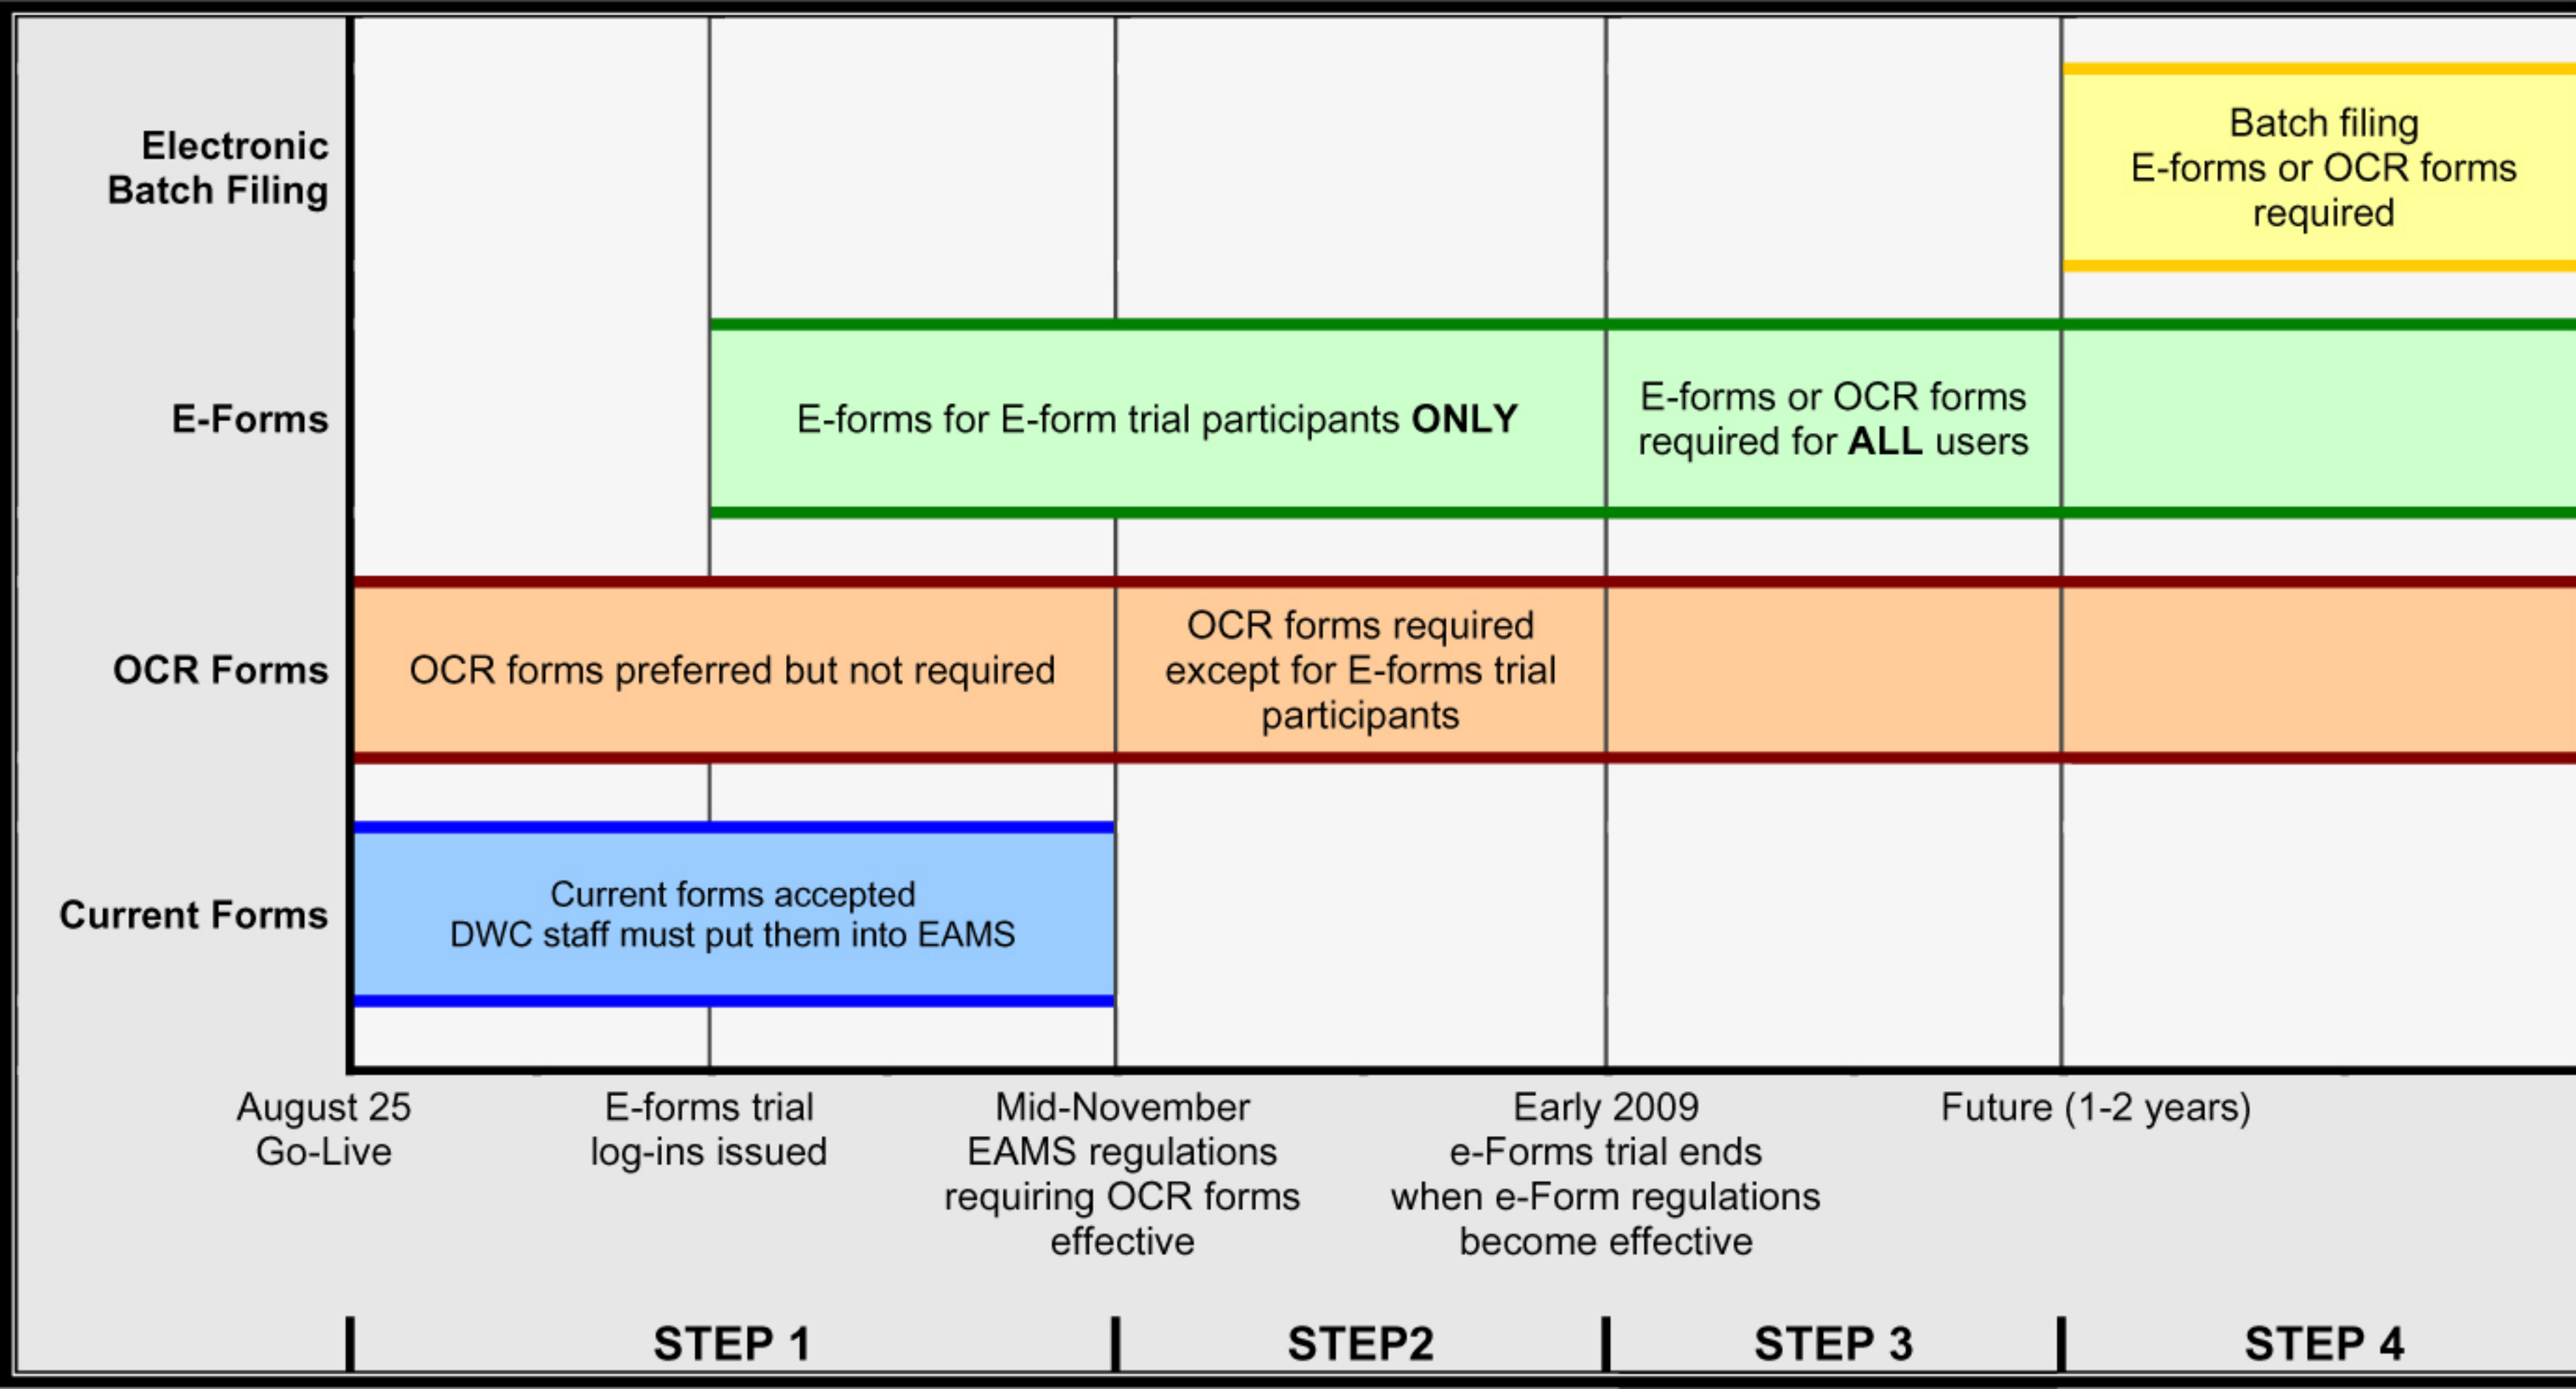 Electronic
Batch Filing
Batch filing
E-forms or OCR forms
required
E-Forms
E-forms for E-form trial participants ONLY
E-forms or OCR forms
required for ALL users
OCR Forms
OCR forms preferred but not required
OCR forms required
except for E-forms trial
participants
Current Forms
Current forms accepted
DWC staff must put them into EAMS
August 25
Go-Live
E-forms trial
log-ins issued
Mid-November
EAMS regulations
requiring OCR forms
effective
Early 2009
e-Forms trial ends
when e-Form regulations
become effective
Future (1-2 years)
STEP 1
STEP2
STEP 3
STEP 4